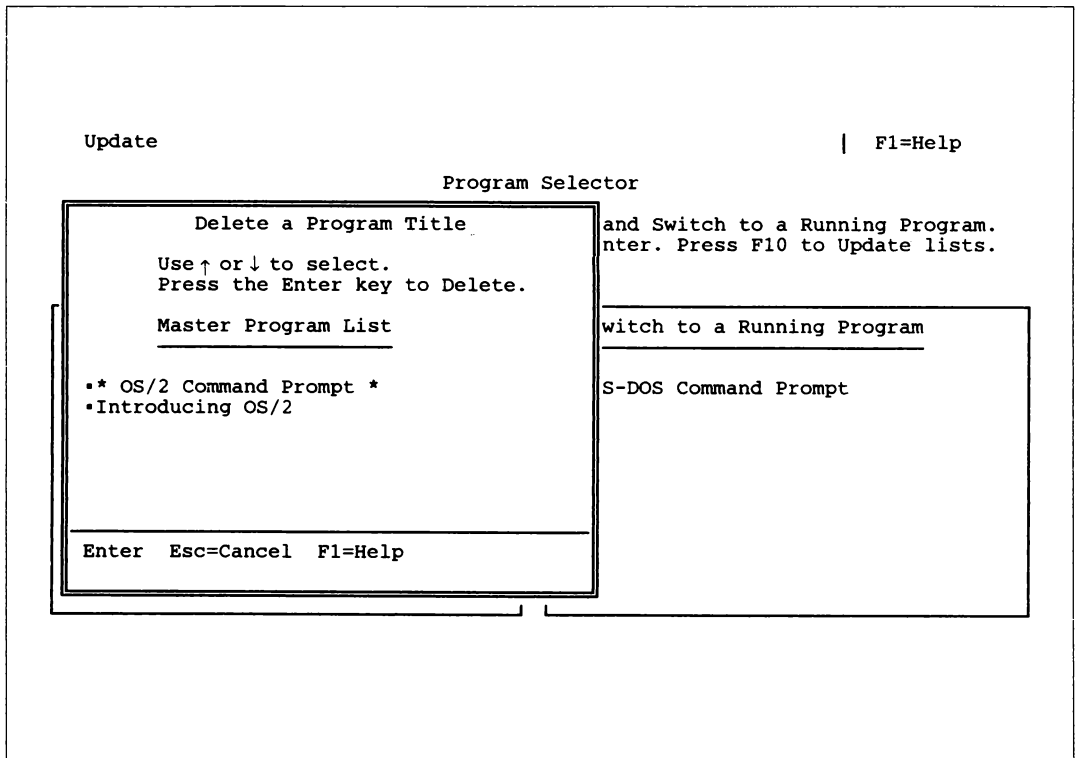 Update | F1=Help
Program Selector
Delete a Program Title
Use ↑ or ↓ to select.
Press the Enter key to Delete.
Master Program List
▪* OS/2 Command Prompt *
▪Introducing OS/2
Enter Esc=Cancel F1=Help
and Switch to a Running Program.
nter. Press F10 to Update lists.
witch to a Running Program
S-DOS Command Prompt